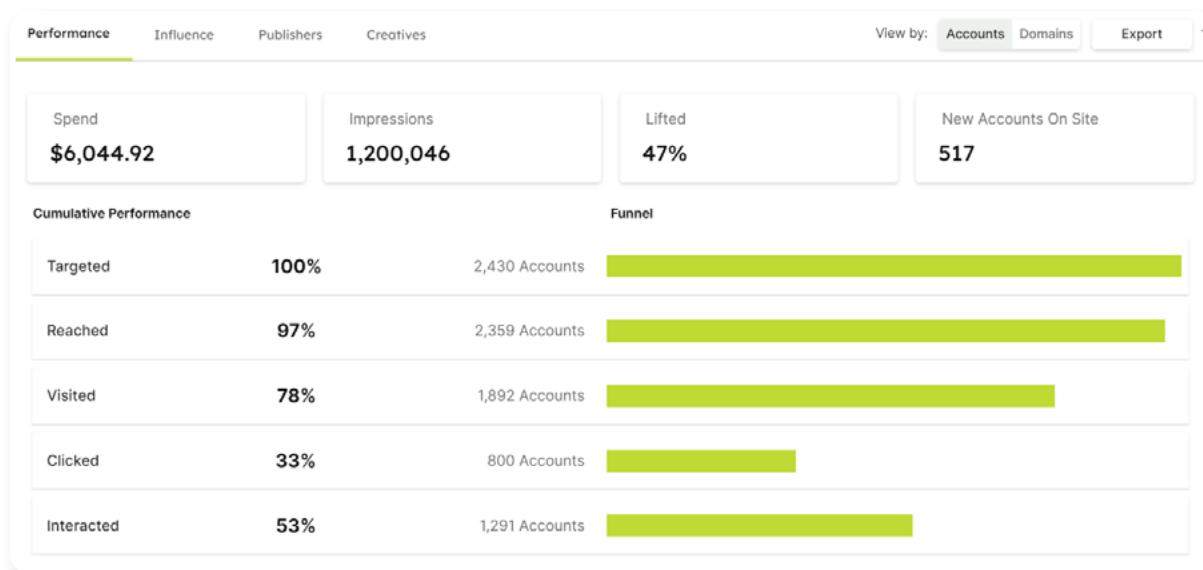 Performance Influence Publishers Creatives View by: Accounts Domains Export
Spend Impressions Lifted New Accounts On Site
$6,044.92 1,200,046 47% 517
Cumulative Performance Funnel
Targeted 100% 2,430 Accounts
Reached 97% 2,359 Accounts
Visited 78% 1,892 Accounts
Clicked 33% 800 Accounts
Interacted 53% 1,291 Accounts